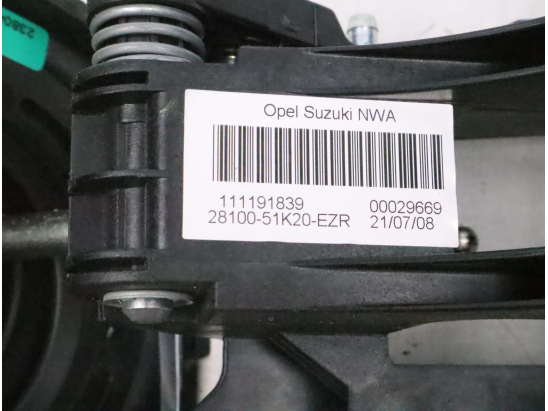 Opel Suzuki NWA
111191839 00029669
28100-51K20-EZR 21/07/08